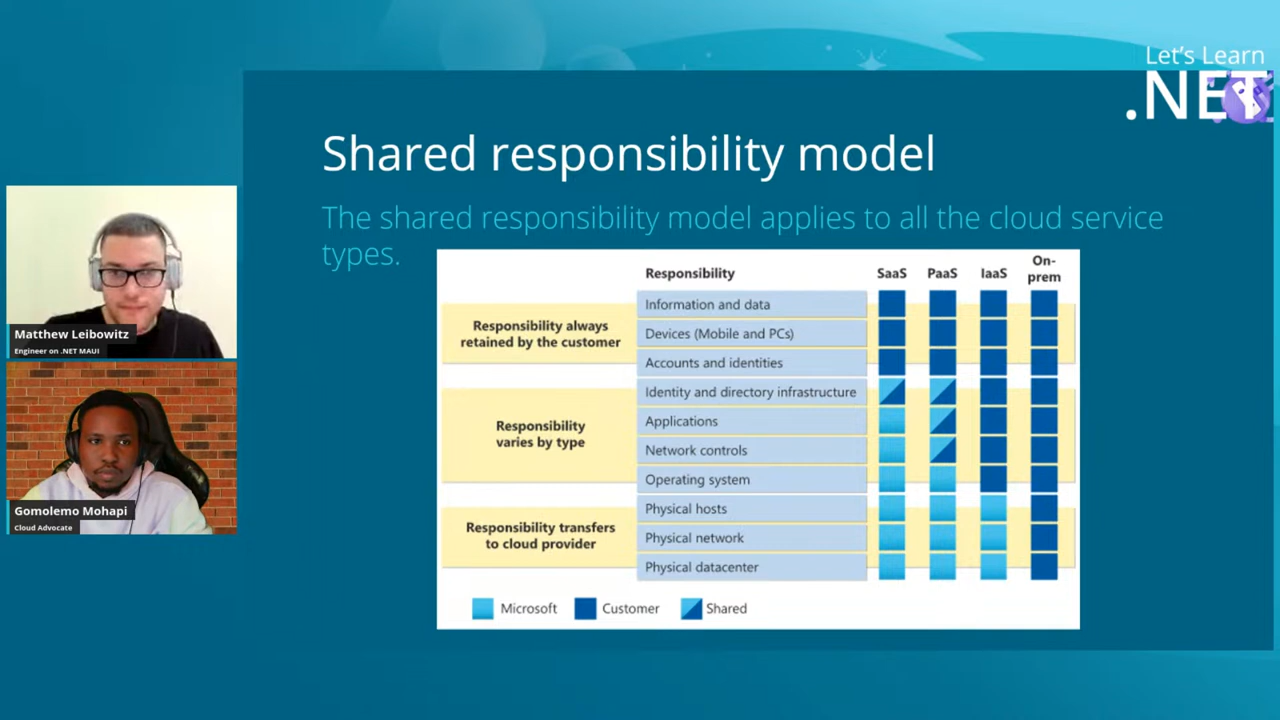 Let's Learn
.NET
Shared responsibility model
The shared responsibility model applies to all the cloud service
types.
Responsibility SaaS PaaS IaaS On-
prem
Responsibility always
retained by the customer
Information and data
Devices (Mobile and PCs)
Accounts and identities
Responsibility
varies by type
Identity and directory infrastructure
Applications
Network controls
Operating system
Responsibility transfers
to cloud provider
Physical hosts
Physical network
Physical datacenter
Microsoft Customer Shared
Matthew Leibowitz
Engineer on .NET MAUI
Gomolemo Mohapi
Cloud Advocate